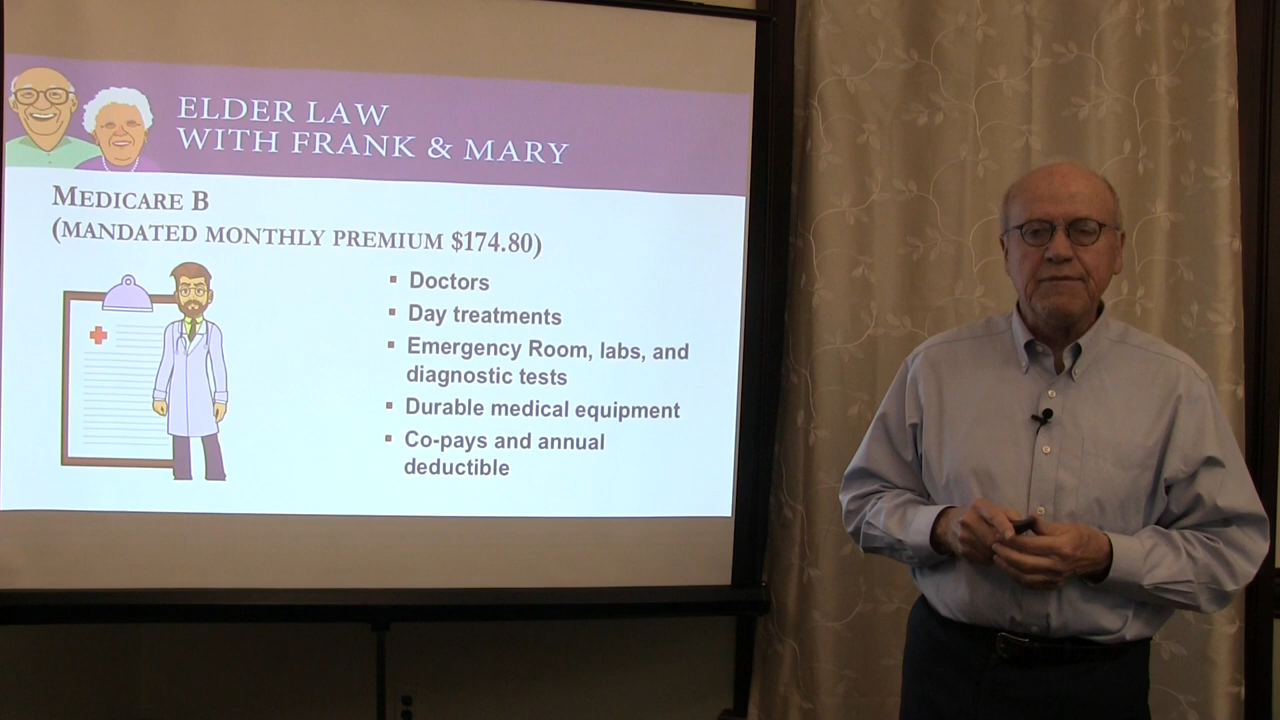 ELDER LAW
WITH FRANK & MARY
MEDICARE B
(MANDATED MONTHLY PREMIUM $174.80)
▪ Doctors
▪ Day treatments
▪ Emergency Room, labs, and
diagnostic tests
▪ Durable medical equipment
▪ Co-pays and annual
deductible